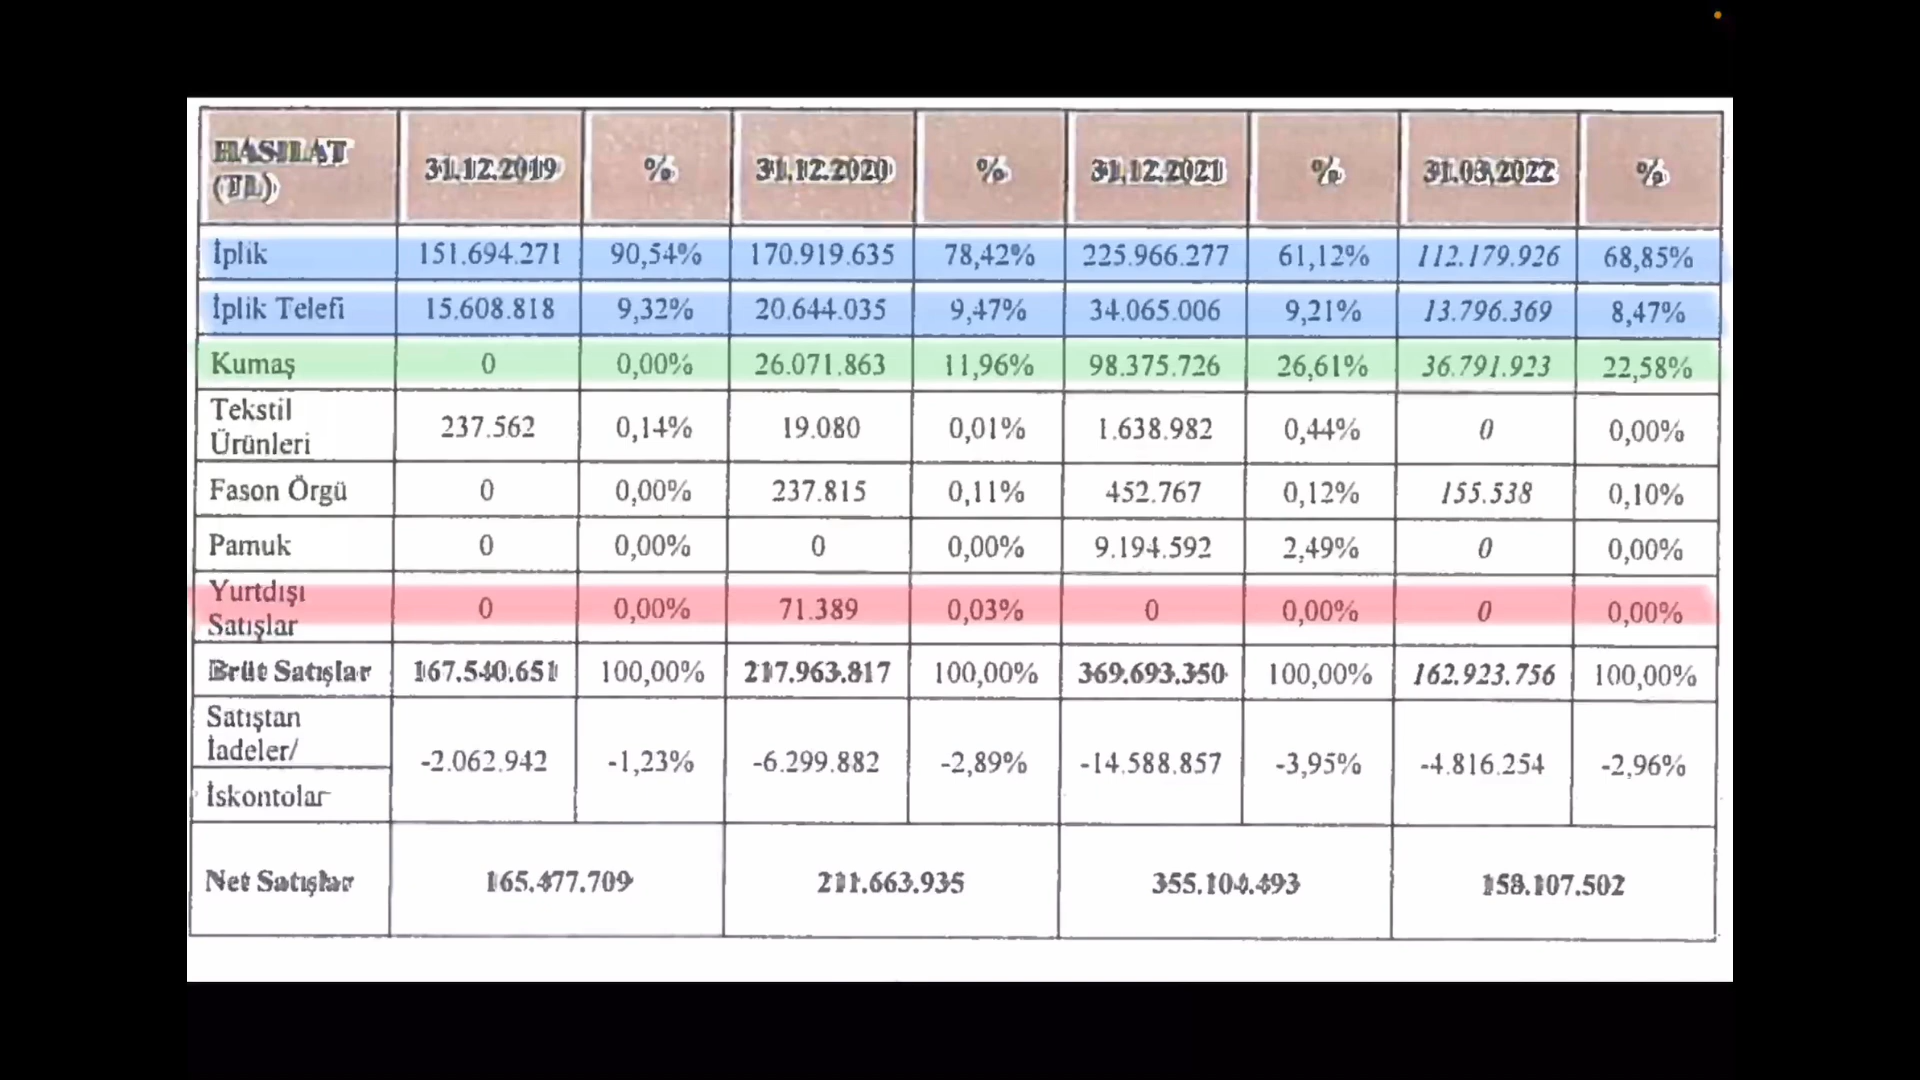 HASILAT (TL) 31.12.2019 % 31.12.2020 % 31.12.2021 % 31.03.2022 %
İplik 151.694.271 90,54% 170.919.635 78,42% 225.966.277 61,12% 112.179.926 68,85%
İplik Telefi 15.608.818 9,32% 20.644.035 9,47% 34.065.006 9,21% 13.796.369 8,47%
Kumaş 0 0,00% 26.071.863 11,96% 98.375.726 26,61% 36.791.923 22,58%
Tekstil Ürünleri 237.562 0,14% 19.080 0,01% 1.638.982 0,44% 0 0,00%
Fason Örgü 0 0,00% 237.815 0,11% 452.767 0,12% 155.538 0,10%
Pamuk 0 0,00% 0 0,00% 9.194.592 2,49% 0 0,00%
Yurtdışı Satışlar 0 0,00% 71.389 0,03% 0 0,00% 0 0,00%
Brüt Satışlar 167.540.651 100,00% 217.963.817 100,00% 369.693.350 100,00% 162.923.756 100,00%
Satıştan İadeler/ İskontolar -2.062.942 -1,23% -6.299.882 -2,89% -14.588.857 -3,95% -4.816.254 -2,96%
Net Satışlar 165.477.709 211.663.935 355.104.493 158.107.502